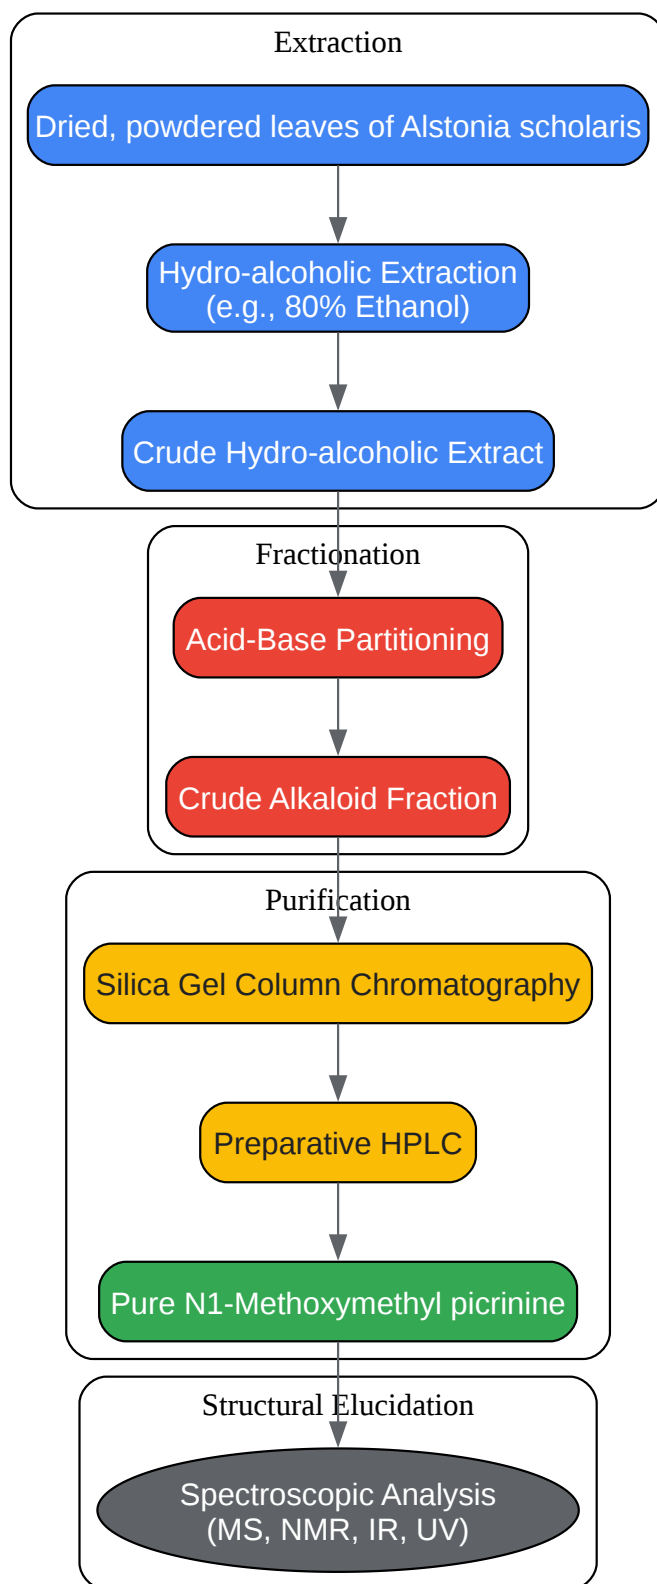 Extraction
Dried, powdered leaves of Alstonia scholaris
Hydro-alcoholic Extraction
(e.g., 80% Ethanol)
Crude Hydro-alcoholic Extract
Fractionation
Acid-Base Partitioning
Crude Alkaloid Fraction
Purification
Silica Gel Column Chromatography
Preparative HPLC
Pure N1-Methoxymethyl picrinine
Structural Elucidation
Spectroscopic Analysis
(MS, NMR, IR, UV)